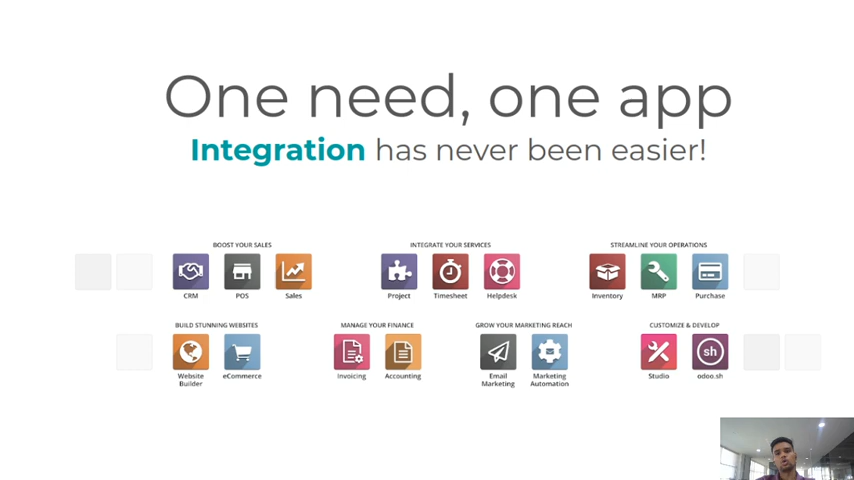 One need, one app
Integration has never been easier!
BOOST YOUR SALES
INTEGRATE YOUR SERVICES
STREAMLINE YOUR OPERATIONS
CRM
POS
Sales
Project
Timesheet
Helpdesk
Inventory
MRP
Purchase
BUILD STUNNING WEBSITES
MANAGE YOUR FINANCE
GROW YOUR MARKETING REACH
CUSTOMIZE & DEVELOP
sh
Website
Builder
eCommerce
Invoicing
Accounting
Email
Marketing
Marketing
Automation
Studio
odoo.sh